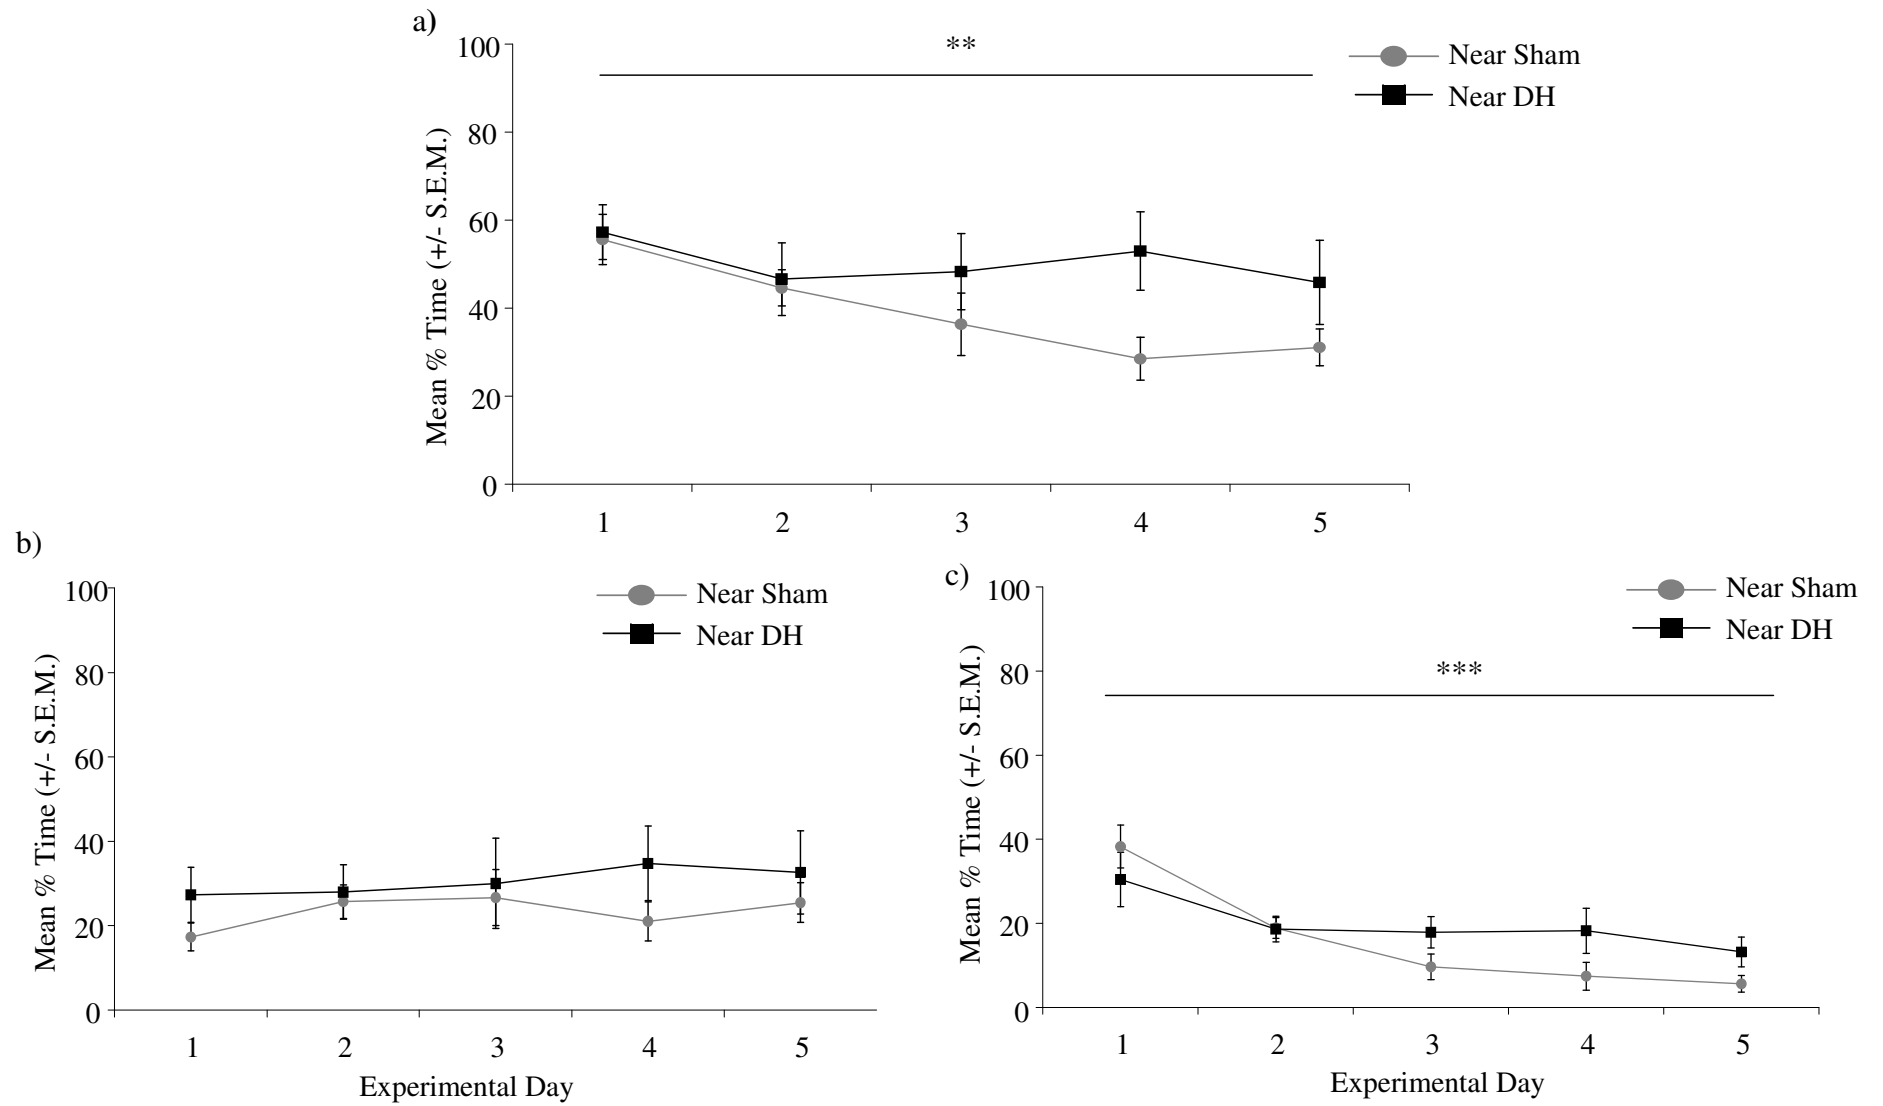 a)
**
Near Sham
Near DH
Mean % Time (+/- S.E.M.)
100
80
60
40
20
0
1 2 3 4 5
b)
Near Sham
Near DH
Mean % Time (+/- S.E.M.)
100
80
60
40
20
0
1 2 3 4 5
Experimental Day
c)
Near Sham
Near DH
***
Mean % Time (+/- S.E.M.)
100
80
60
40
20
0
1 2 3 4 5
Experimental Day